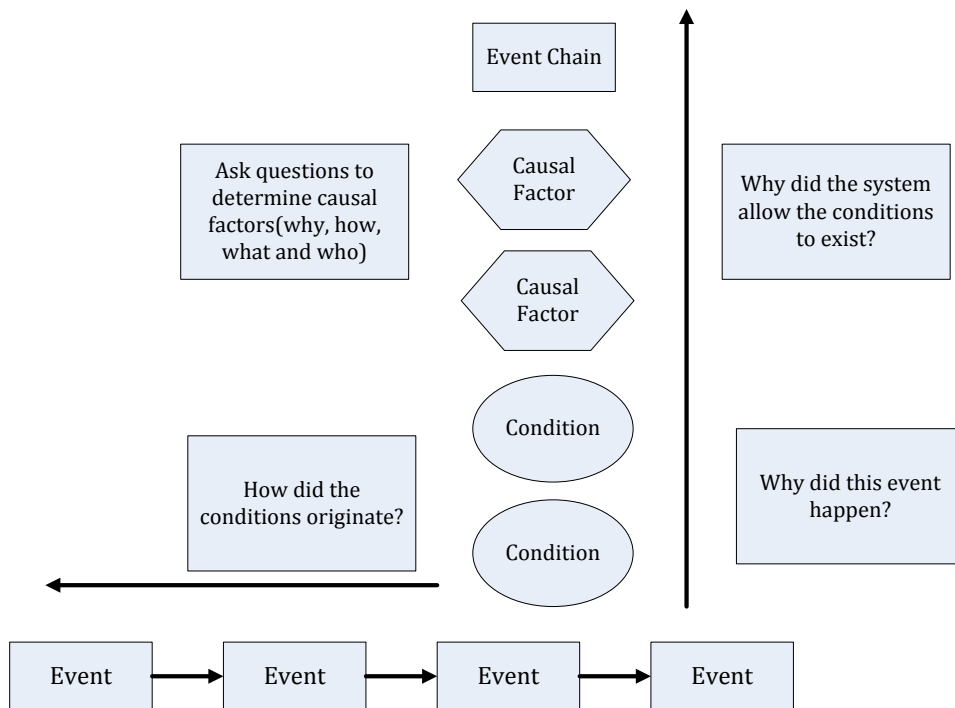 Event Chain
Ask questions to
determine causal
factors(why, how,
what and who)
Causal
Factor
Why did the system
allow the conditions
to exist?
Causal
Factor
Condition
How did the
conditions originate?
Why did this event
happen?
Condition
Event
Event
Event
Event